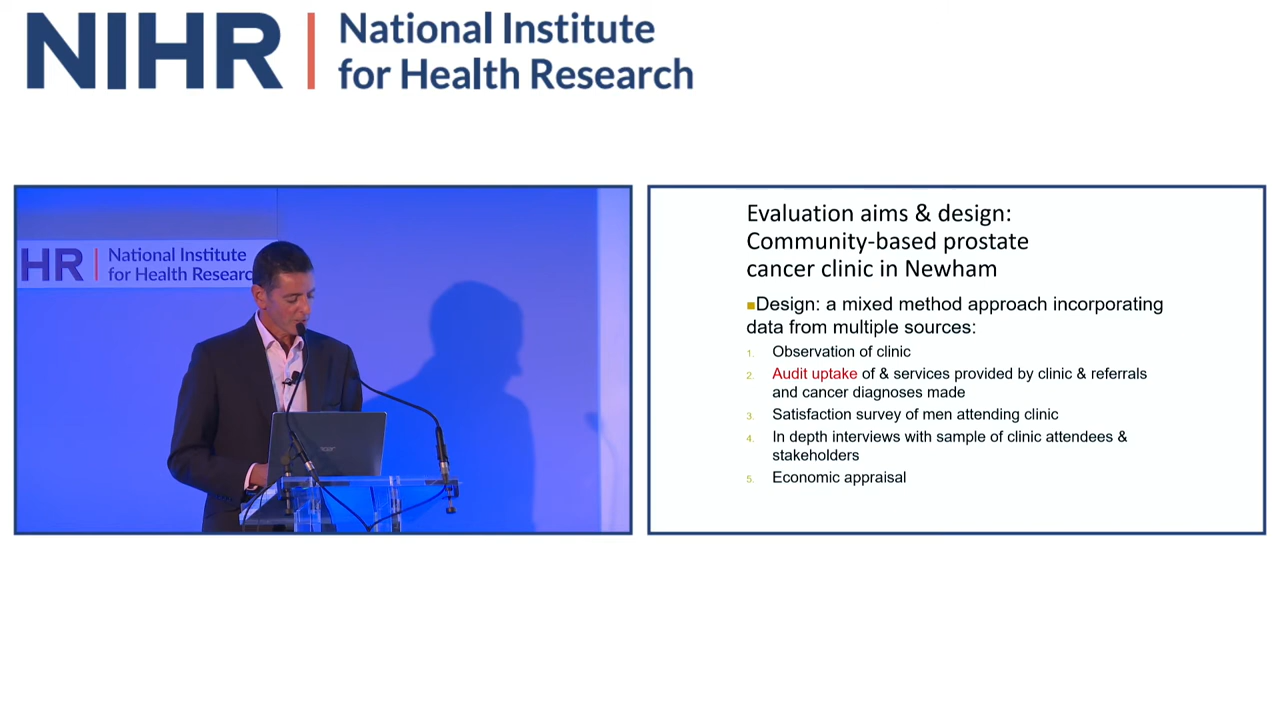 NIHR | National Institute
for Health Research
HR | National Institute
for Health Researc
acer
Evaluation aims & design:
Community-based prostate
cancer clinic in Newham
■Design: a mixed method approach incorporating
data from multiple sources:
1. Observation of clinic
2. Audit uptake of & services provided by clinic & referrals
and cancer diagnoses made
3. Satisfaction survey of men attending clinic
4. In depth interviews with sample of clinic attendees &
stakeholders
5. Economic appraisal